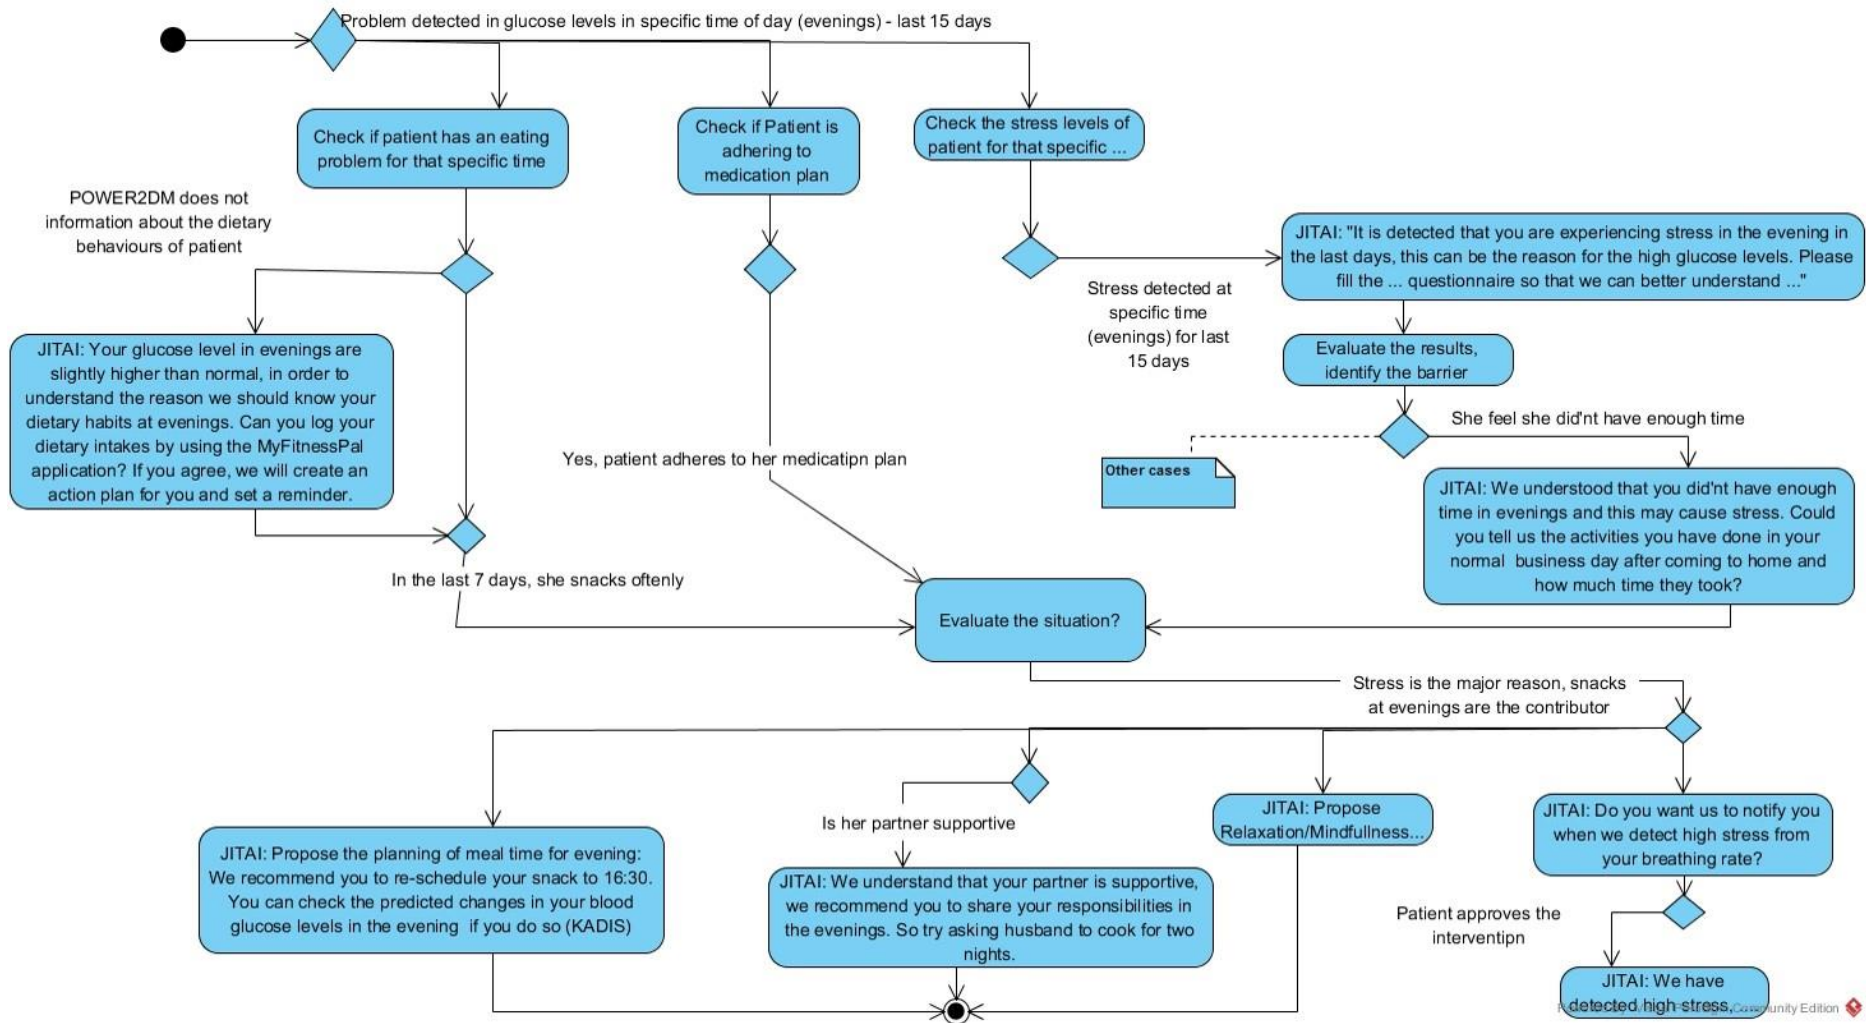 Problem detected in glucose levels in specific time of day (evenings) - last 15 days
Check if patient has an eating
problem for that specific time
Check if Patient is
adhering to
medication plan
Check the stress levels of
patient for that specific ...
POWER2DM does not
information about the dietary
behaviours of patient
JITAI: "It is detected that you are experiencing stress in the evening in
the last days, this can be the reason for the high glucose levels. Please
fill the ... questionnaire so that we can better understand ..."
Stress detected at
specific time
(evenings) for last
15 days
JITAI: Your glucose level in evenings are
slightly higher than normal, in order to
understand the reason we should know your
dietary habits at evenings. Can you log your
dietary intakes by using the MyFitnessPal
application? If you agree, we will create an
action plan for you and set a reminder.
Evaluate the results,
identify the barrier
She feel she did'nt have enough time
Other cases
Yes, patient adheres to her medicatipn plan
JITAI: We understood that you did'nt have enough
time in evenings and this may cause stress. Could
you tell us the activities you have done in your
normal business day after coming to home and
how much time they took?
In the last 7 days, she snacks oftenly
Evaluate the situation?
Stress is the major reason, snacks
at evenings are the contributor
Is her partner supportive
JITAI: Propose
Relaxation/Mindfullness...
JITAI: Do you want us to notify you
when we detect high stress from
your breathing rate?
JITAI: Propose the planning of meal time for evening:
We recommend you to re-schedule your snack to 16:30.
You can check the predicted changes in your blood
glucose levels in the evening if you do so (KADIS)
JITAI: We understand that your partner is supportive,
we recommend you to share your responsibilities in
the evenings. So try asking husband to cook for two
nights.
Patient approves the
interventipn
JITAI: We have
detected high stress,
Community Edition